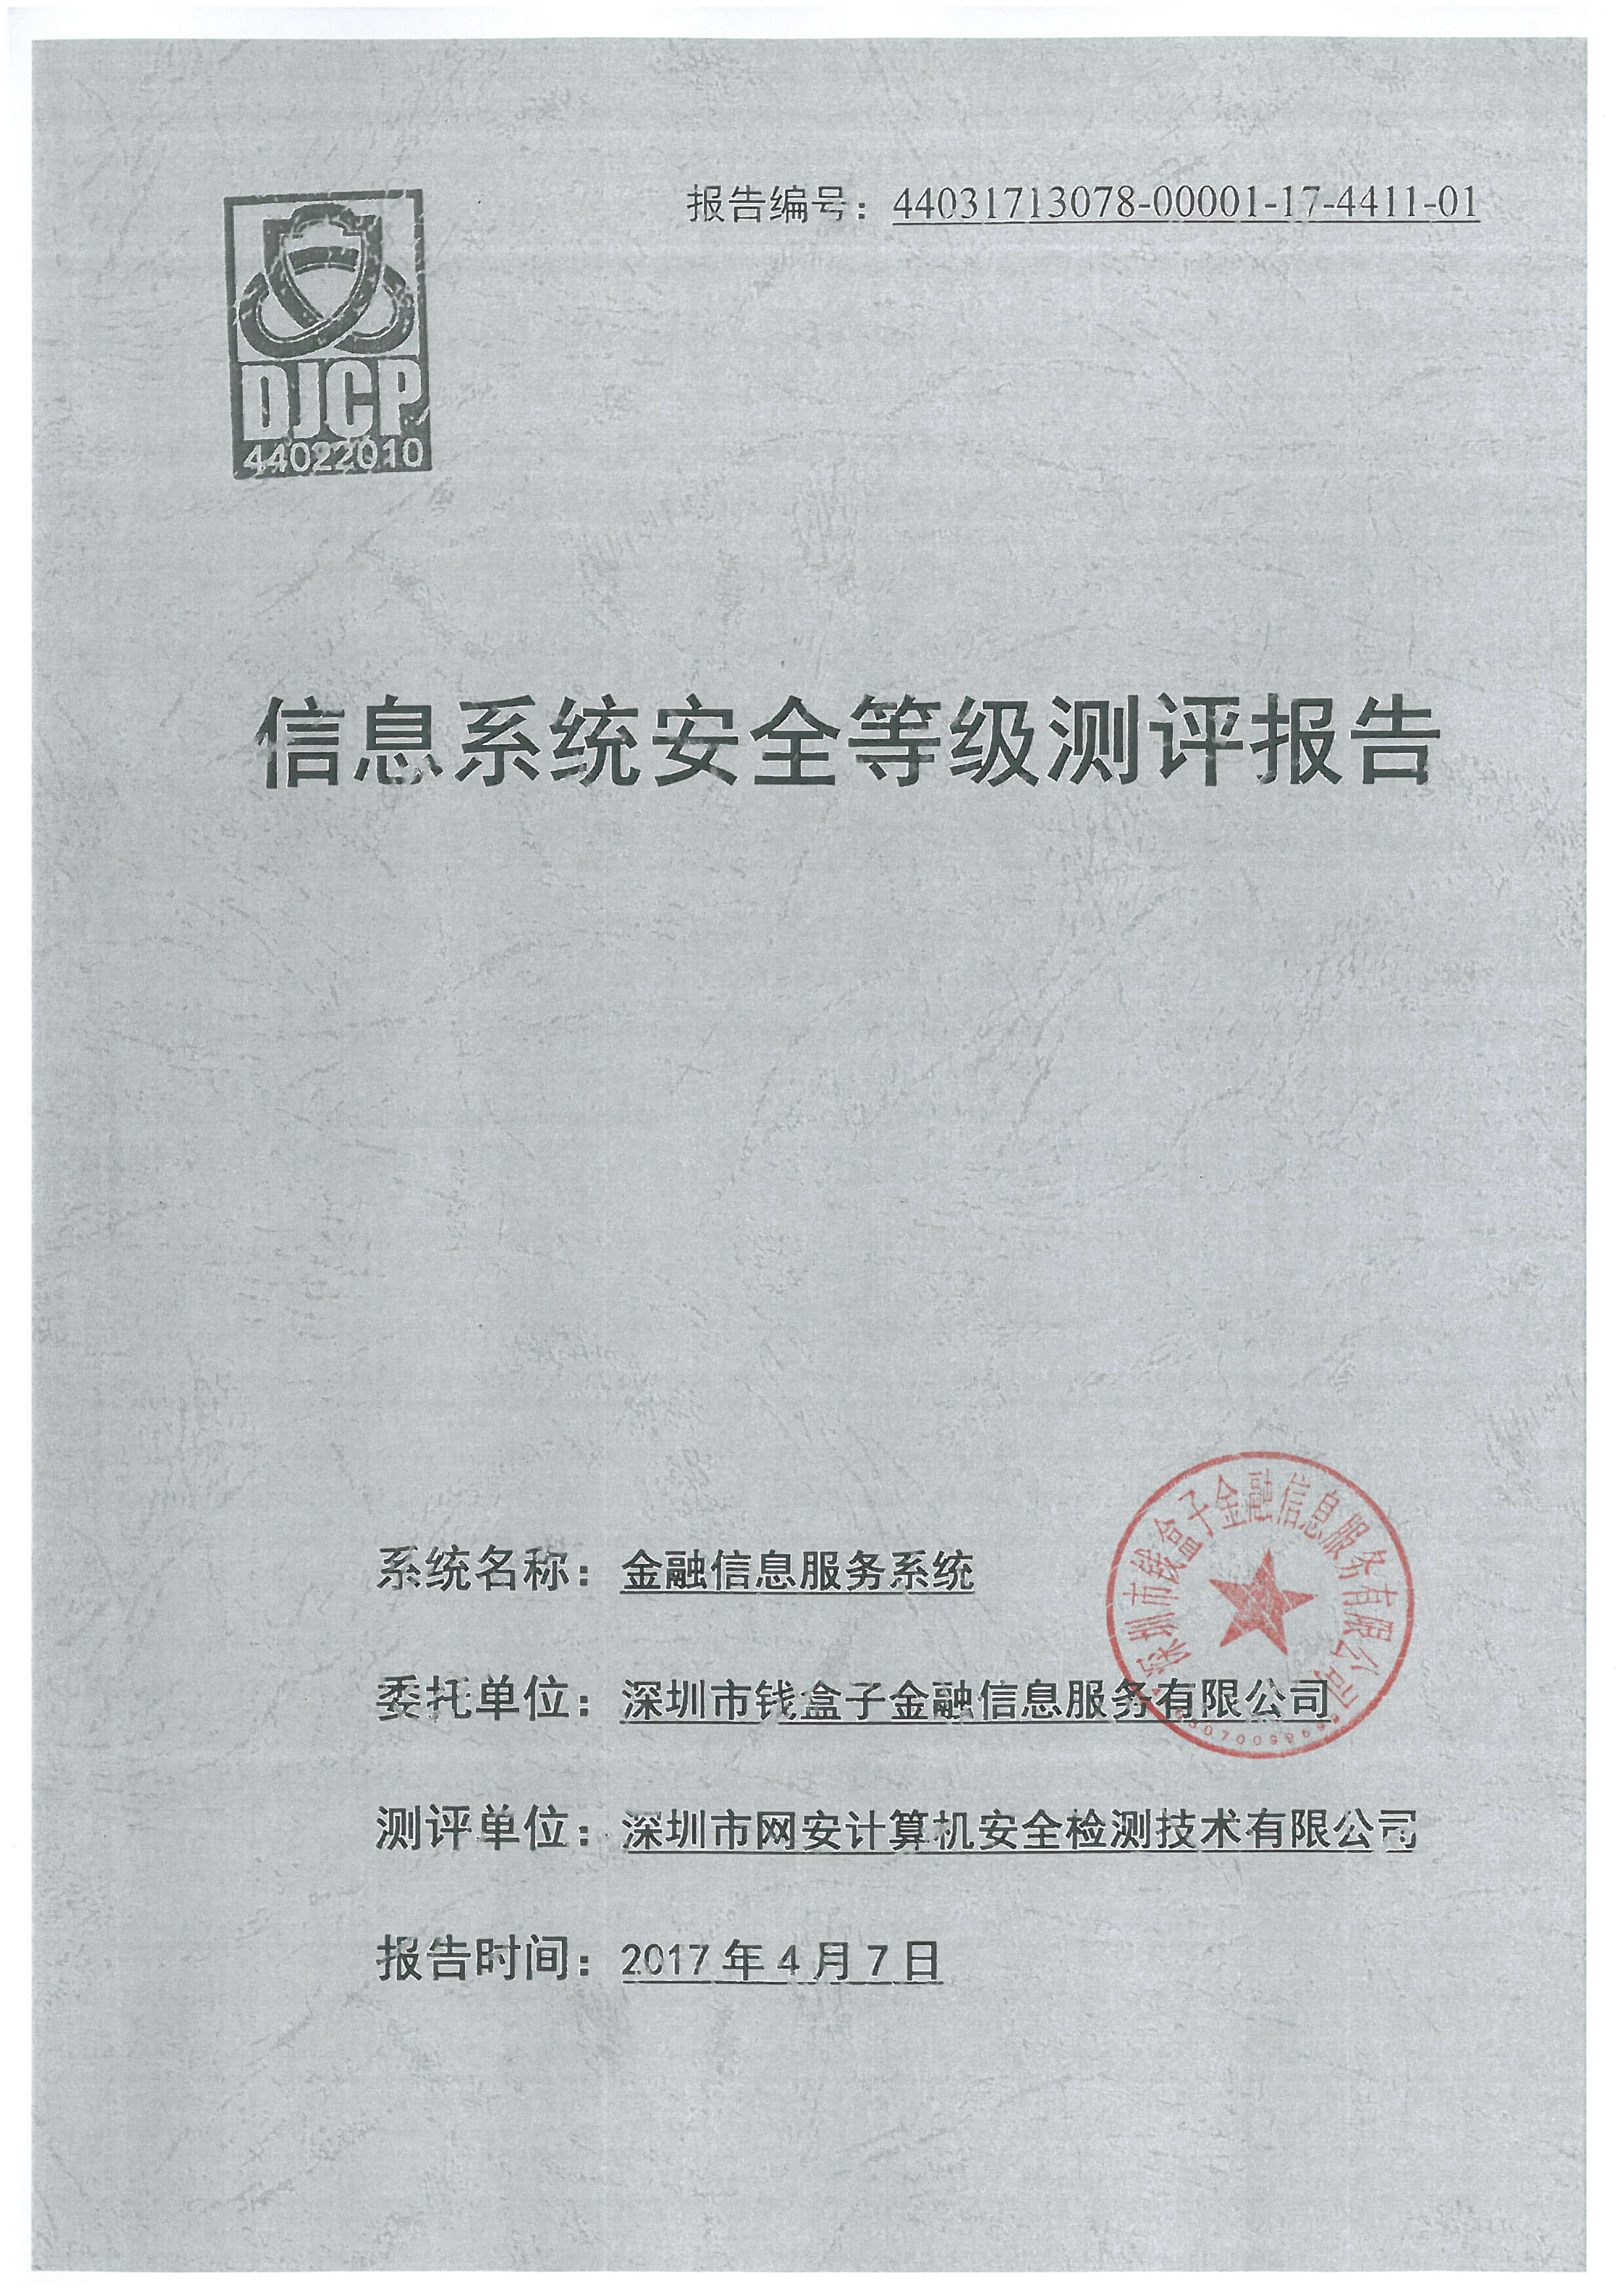 报告编号：44031713078-00001-17-4411-01
DJCP
44022010
信息系统安全等级测评报告
系统名称：金融信息服务系统
深圳市钱盒子金融信息服务有限公司
委托单位：深圳市钱盒子金融信息服务有限公司
测评单位：深圳市网安计算机安全检测技术有限公司
报告时间：2017 年 4 月 7 日